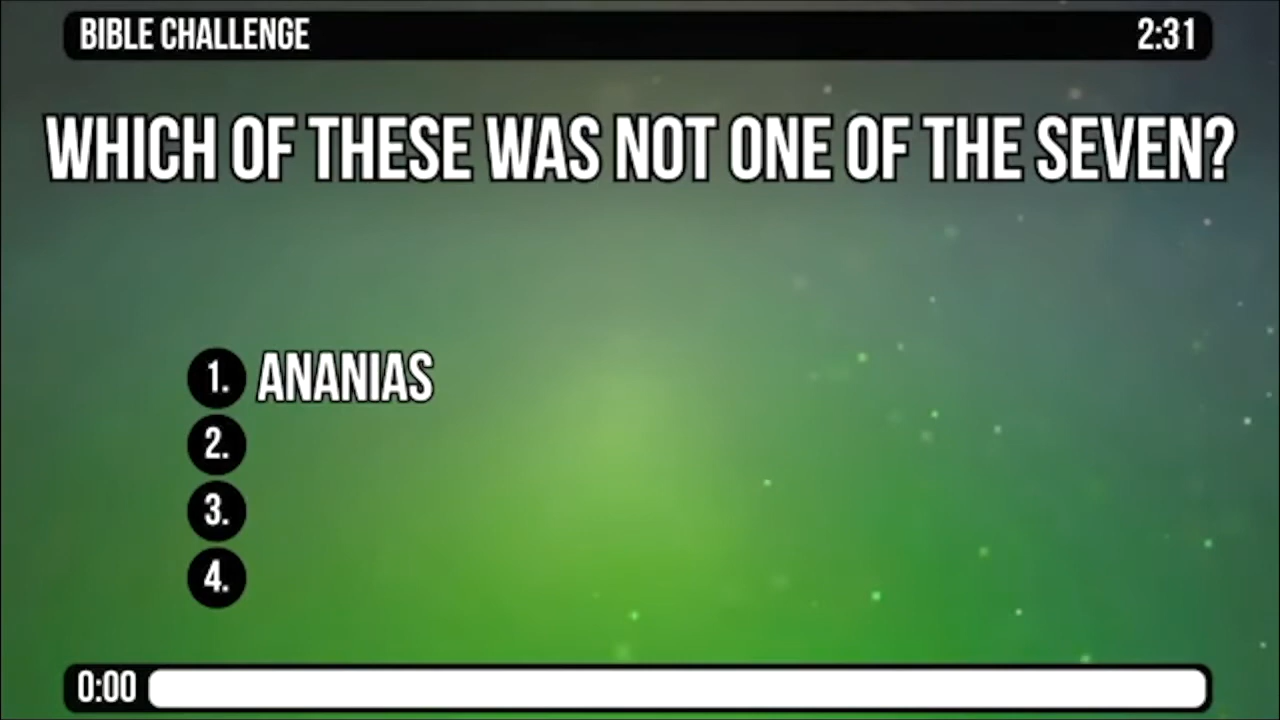 BIBLE CHALLENGE 2:31
WHICH OF THESE WAS NOT ONE OF THE SEVEN?
1. ANANIAS
2.
3.
4.
0:00